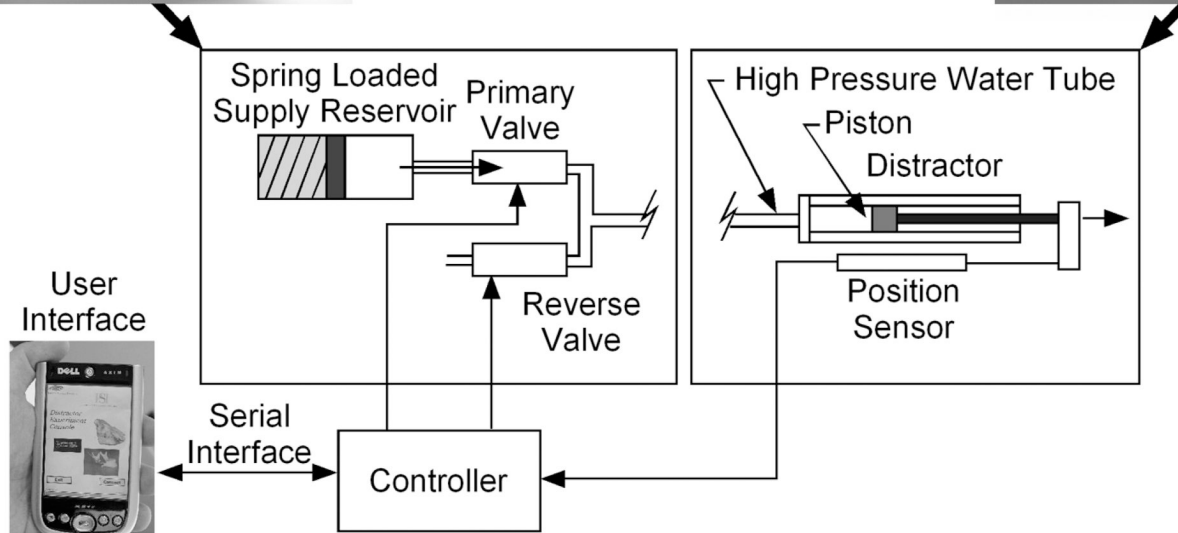 Spring Loaded
Supply Reservoir
Primary
Valve
Reverse
Valve
High Pressure Water Tube
Piston
Distractor
Position
Sensor
User
Interface
DELL
Serial
Interface
Controller